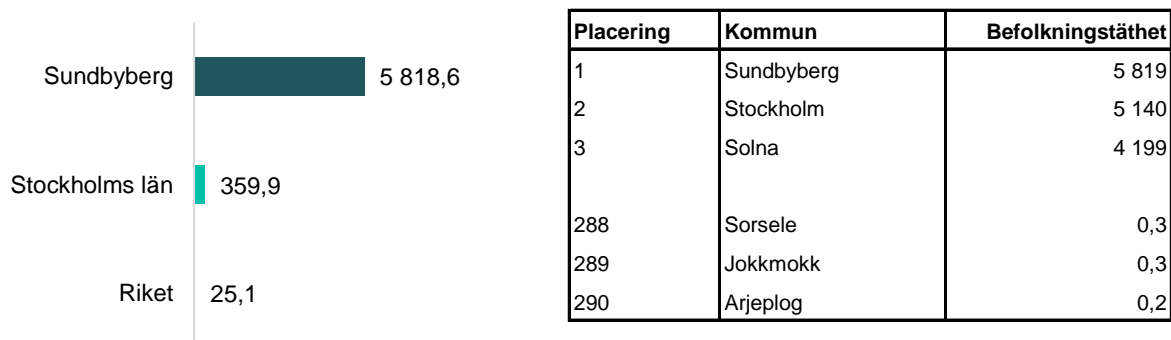 Sundbyberg 5 818,6
Stockholms län 359,9
Riket 25,1
Placering Kommun Befolkningstäthet
1 Sundbyberg 5 819
2 Stockholm 5 140
3 Solna 4 199
288 Sorsele 0,3
289 Jokkmokk 0,3
290 Arjeplog 0,2